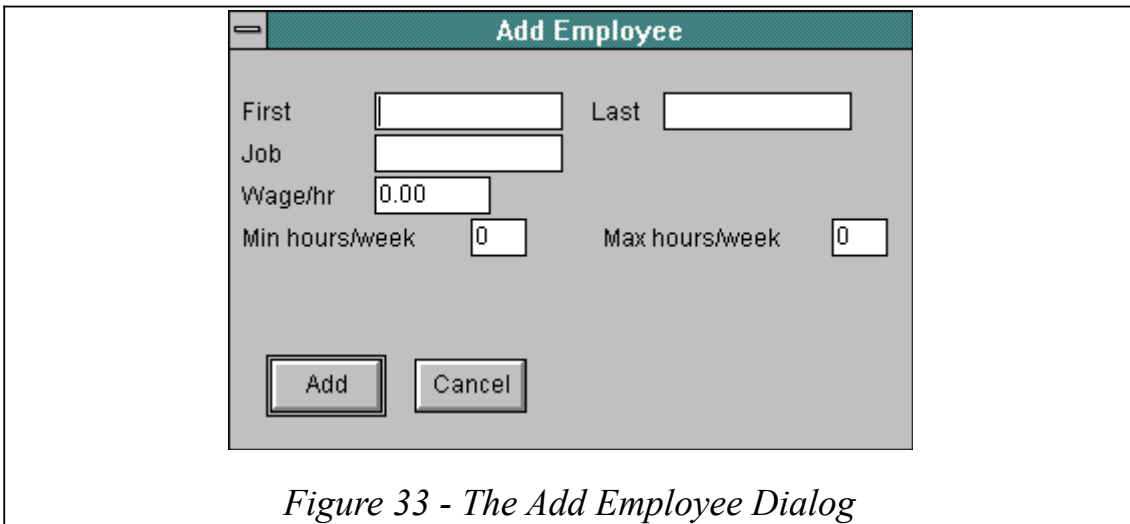 Add Employee
First Last
Job
Wage/hr 0.00
Min hours/week 0 Max hours/week 0
Add Cancel
Figure 33 - The Add Employee Dialog